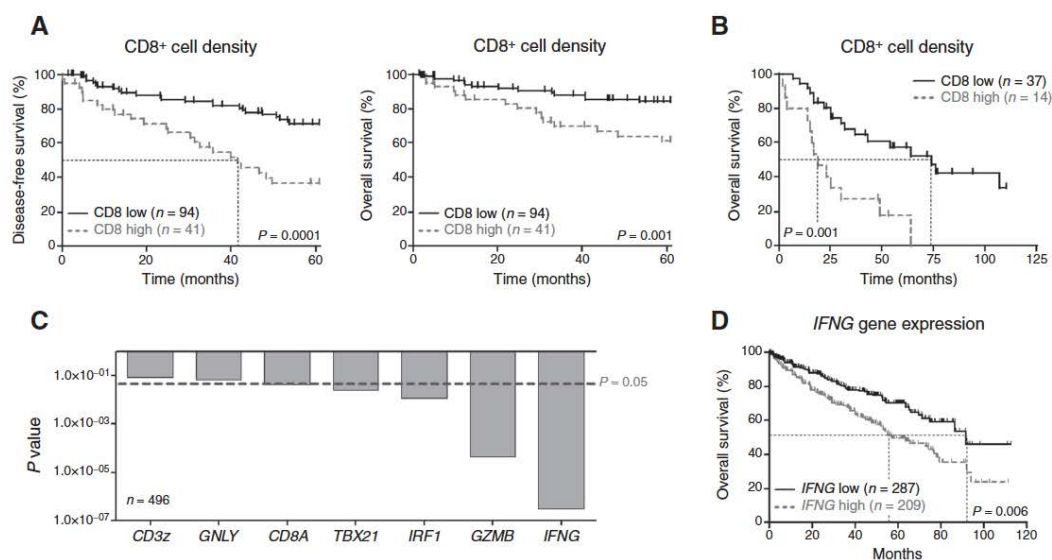 A
CD8+ cell density
Disease-free survival (%)
100
80
60
40
20
0
CD8 low (n = 94)
CD8 high (n = 41)
P = 0.0001
0 10 20 30 40 50 60
Time (months)
CD8+ cell density
Overall survival (%)
100
80
60
40
20
0
CD8 low (n = 94)
CD8 high (n = 41)
P = 0.001
0 10 20 30 40 50 60
Time (months)
B
CD8+ cell density
Overall survival (%)
100
80
60
40
20
0
CD8 low (n = 37)
CD8 high (n = 14)
P = 0.001
0 25 50 75 100 125
Time (months)
C
P value
1.0×10−01
1.0×10−03
1.0×10−05
1.0×10−07
P = 0.05
n = 496
CD3z GNLY CD8A TBX21 IRF1 GZMB IFNG
D
IFNG gene expression
Overall survival (%)
100
80
60
40
20
0
IFNG low (n = 287)
IFNG high (n = 209)
P = 0.006
0 20 40 60 80 100 120
Months